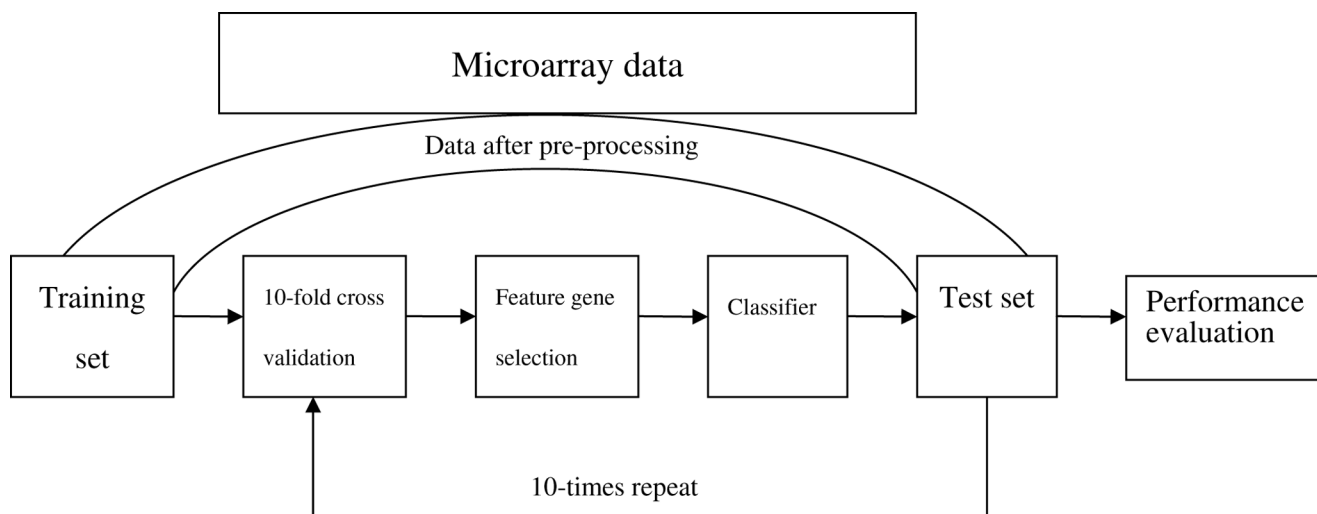 Microarray data
Data after pre-processing
Training
set
10-fold cross
validation
Feature gene
selection
Classifier
Test set
Performance
evaluation
10-times repeat